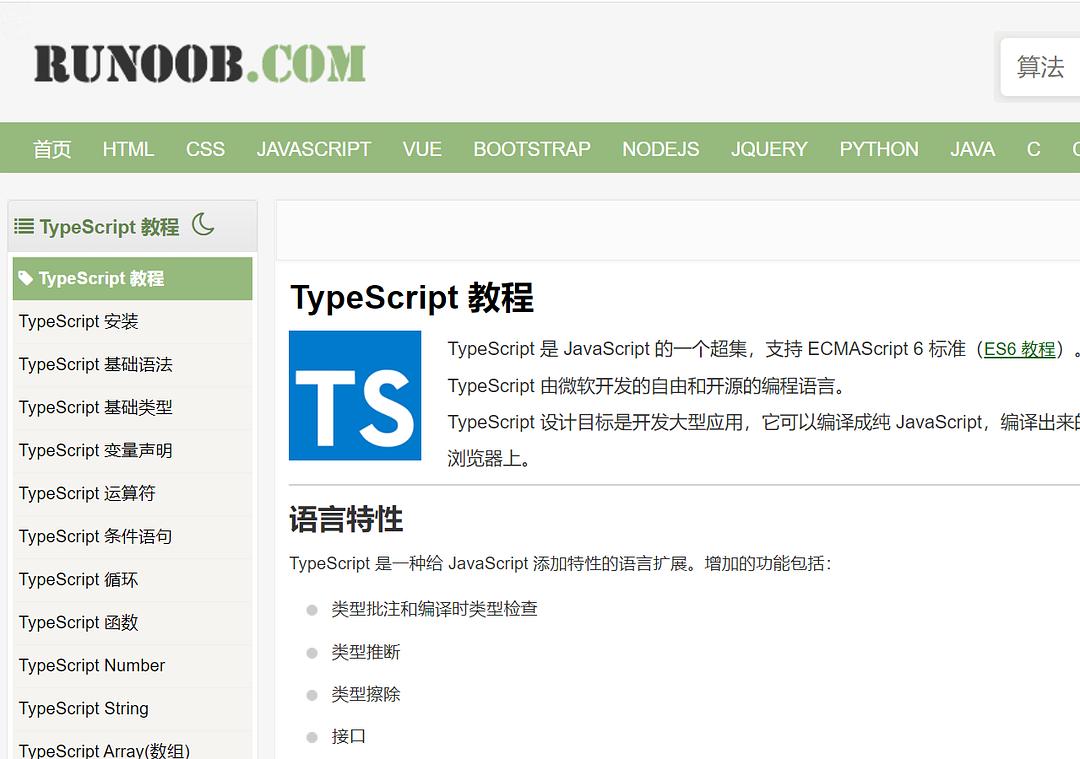 RUNOOB.COM
算法
首页 HTML CSS JAVASCRIPT VUE BOOTSTRAP NODEJS JQUERY PYTHON JAVA C
TypeScript 教程
TypeScript 教程
TypeScript 安装
TypeScript 基础语法
TypeScript 基础类型
TypeScript 变量声明
TypeScript 运算符
TypeScript 条件语句
TypeScript 循环
TypeScript 函数
TypeScript Number
TypeScript String
TypeScript Array(数组)
TypeScript 教程
TS
TypeScript 是 JavaScript 的一个超集，支持 ECMAScript 6 标准（ES6 教程）。
TypeScript 由微软开发的自由和开源的编程语言。
TypeScript 设计目标是开发大型应用，它可以编译成纯 JavaScript，编译出来的
浏览器上。
语言特性
TypeScript 是一种给 JavaScript 添加特性的语言扩展。增加的功能包括：
类型批注和编译时类型检查
类型推断
类型擦除
接口